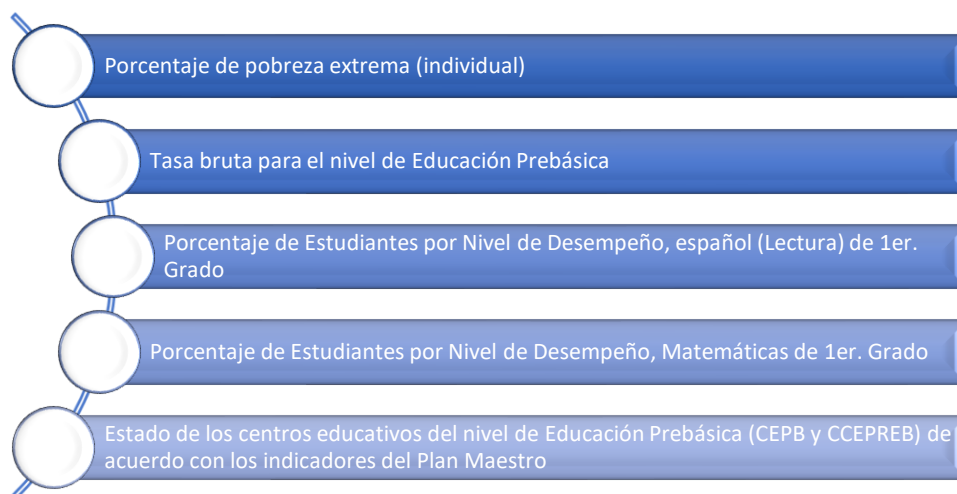 Porcentaje de pobreza extrema (individual)
Tasa bruta para el nivel de Educación Prebásica
Porcentaje de Estudiantes por Nivel de Desempeño, español (Lectura) de 1er.
Grado
Porcentaje de Estudiantes por Nivel de Desempeño, Matemáticas de 1er. Grado
Estado de los centros educativos del nivel de Educación Prebásica (CEPB y CCEPREB) de
acuerdo con los indicadores del Plan Maestro